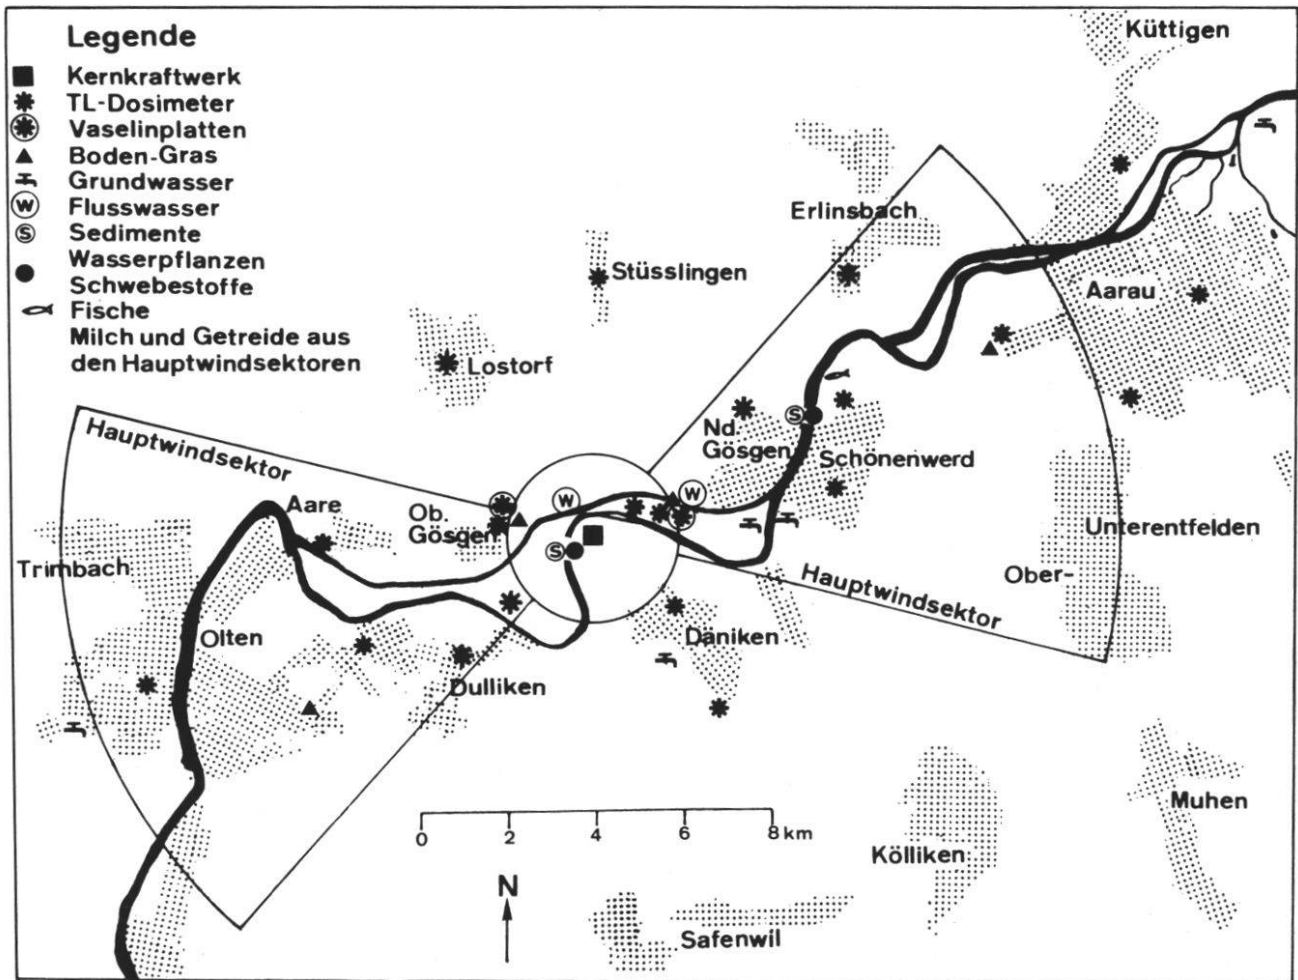 Legende
Kernkraftwerk
TL-Dosimeter
Vaselinplatten
Boden-Gras
Grundwasser
W Flusswasser
S Sedimente
Wasserpflanzen
Schwebestoffe
Fische
Milch und Getreide aus
den Hauptwindsektoren
Küttigen
Erlinsbach
Stüsslingen
Aarau
Lostorf
Hauptwindsektor
Nd.
Gösgen
S
Schönenwerd
Aare
Ob.
Gösgen
W
W
S
Unterentfelden
Ober-
Trimbach
Hauptwindsektor
Olten
Däniken
Dulliken
0 2 4 6 8 km
Muhen
Kölliken
N
Safenwil